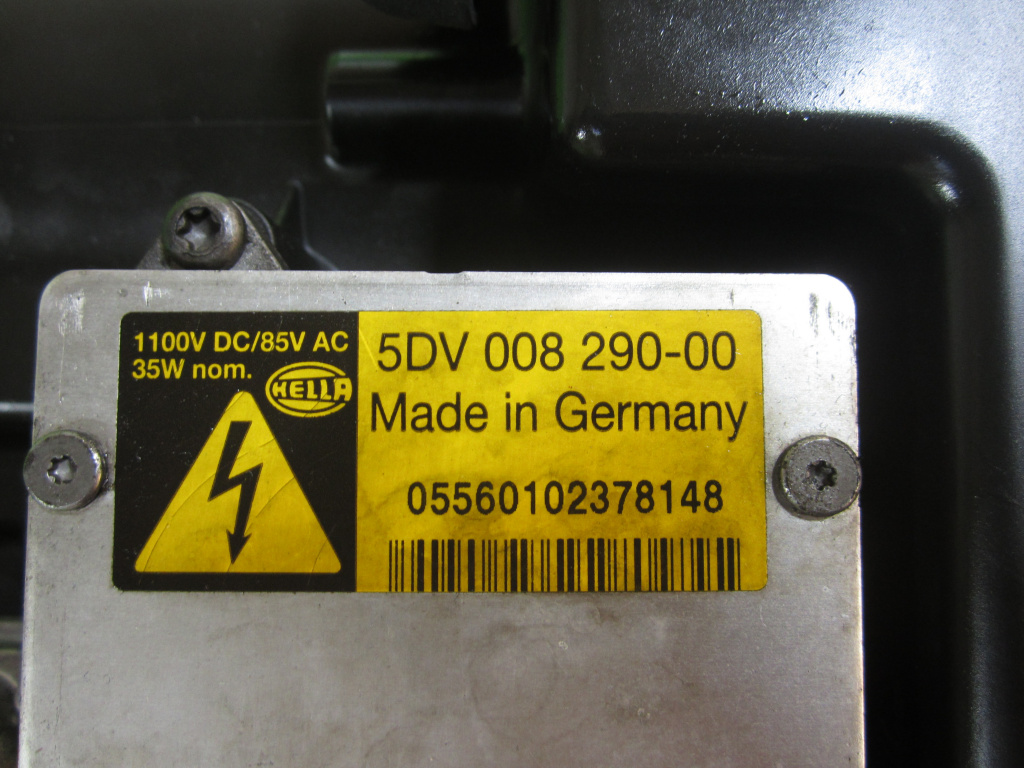 1100V DC/85V AC
35W nom.
HELLA
5DV 008 290-00
Made in Germany
05560102378148